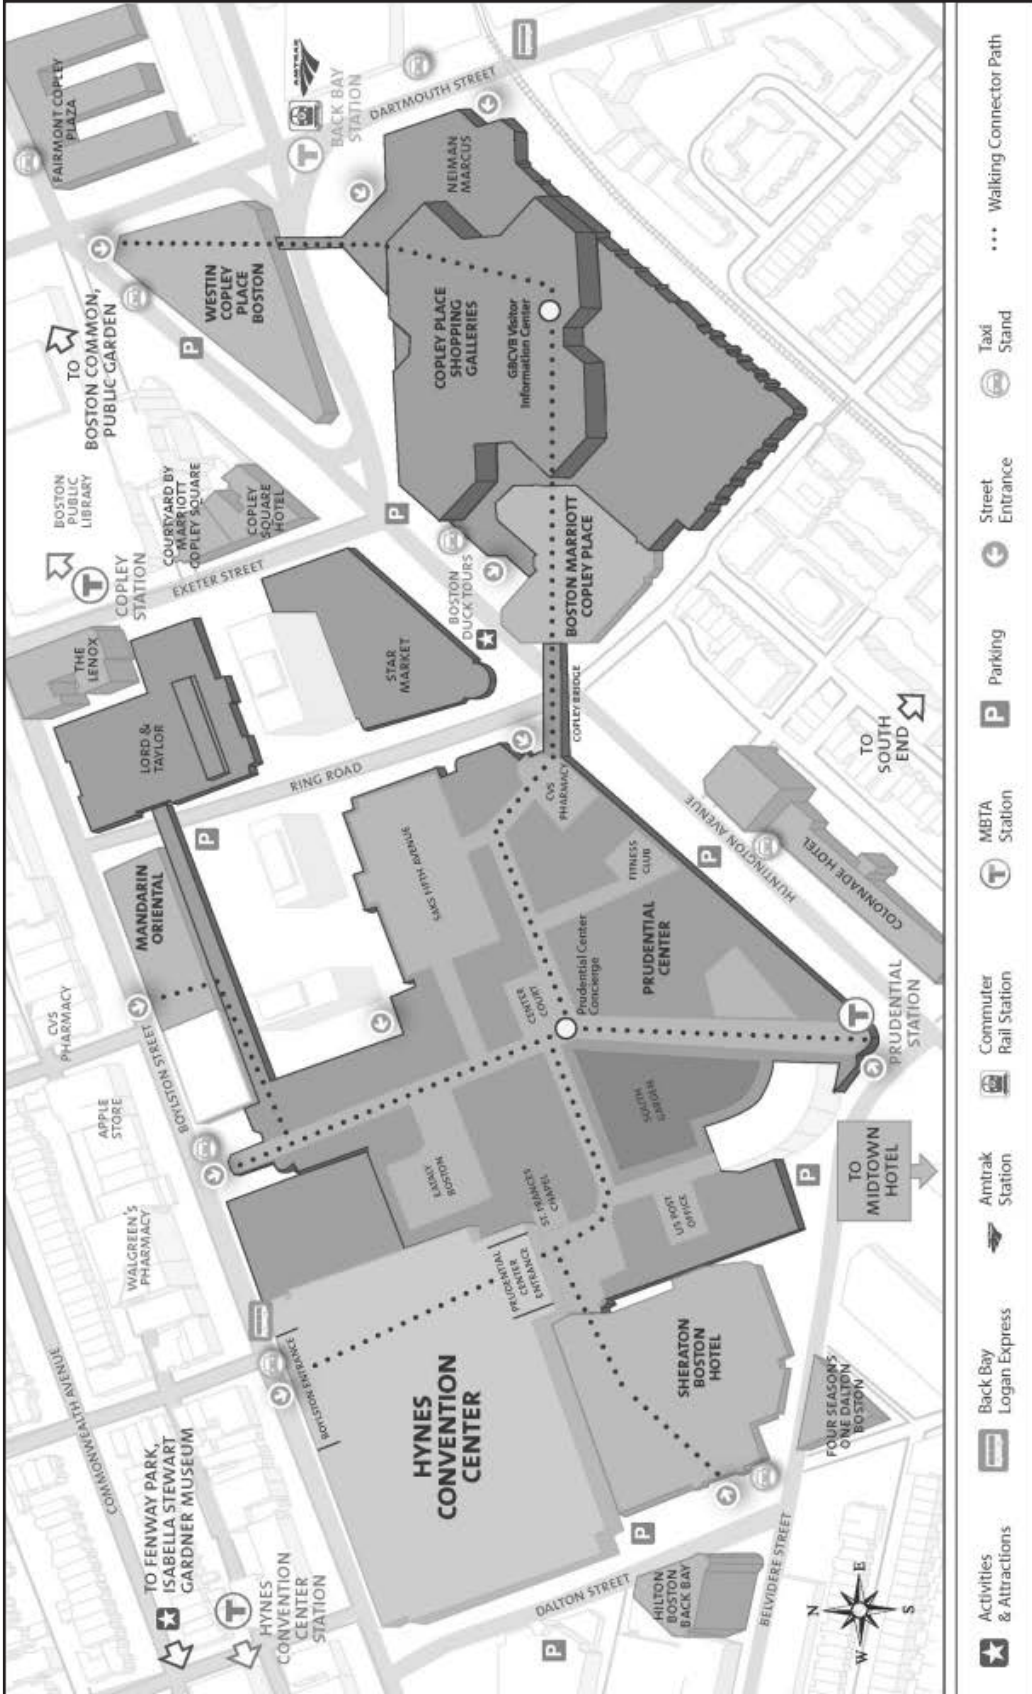 FAIRMONT COPLEY
PLAZA
BACK BAY
STATION
AMTRAK
DARTMOUTH STREET
NEIMAN
MARCUS
WESTIN
COPLEY
PLACE
BOSTON
TO
BOSTON COMMON,
PUBLIC GARDEN
COPLEY PLACE
SHOPPING
GALLERIES
GBCVB Visitor
Information Center
BOSTON
PUBLIC
LIBRARY
COPLEY
STATION
COURTYARD BY
MARRIOTT
COPLEY SQUARE
COPLEY
SQUARE
HOTEL
EXETER STREET
BOSTON
DUCK TOURS
BOSTON MARRIOTT
COPLEY PLACE
THE
LENOX
LORD &
TAYLOR
STAR
MARKET
COPLEY BRIDGE
RING ROAD
TO
SOUTH
END
MANDARIN
ORIENTAL
SAKS FIFTH AVENUE
CVS
PHARMACY
FITNESS
CLUB
HUNTINGTON AVENUE
COLONNADE HOTEL
CVS
PHARMACY
BOYLSTON STREET
CENTER
COURT
Prudential Center
Concierge
PRUDENTIAL
CENTER
PRUDENTIAL
STATION
APPLE
STORE
SOUTH
GARDEN
EATALY
BOSTON
ST. FRANCES
CHAPEL
US POST
OFFICE
TO
MIDTOWN
HOTEL
WALGREEN'S
PHARMACY
PRUDENTIAL
CENTER
ENTRANCE
BOYLSTON ENTRANCE
COMMONWEALTH AVENUE
HYNES
CONVENTION
CENTER
SHERATON
BOSTON
HOTEL
FOUR SEASONS
ONE DALTON
BOSTON
TO FENWAY PARK,
ISABELLA STEWART
GARDNER MUSEUM
HYNES
CONVENTION
CENTER
STATION
DALTON STREET
HILTON
BOSTON
BACK BAY
BELVIDERE STREET
N
W E
S
Activities
& Attractions
Back Bay
Logan Express
Amtrak
Station
Commuter
Rail Station
T MBTA
Station
P Parking
Street
Entrance
Taxi
Stand
Walking Connector Path